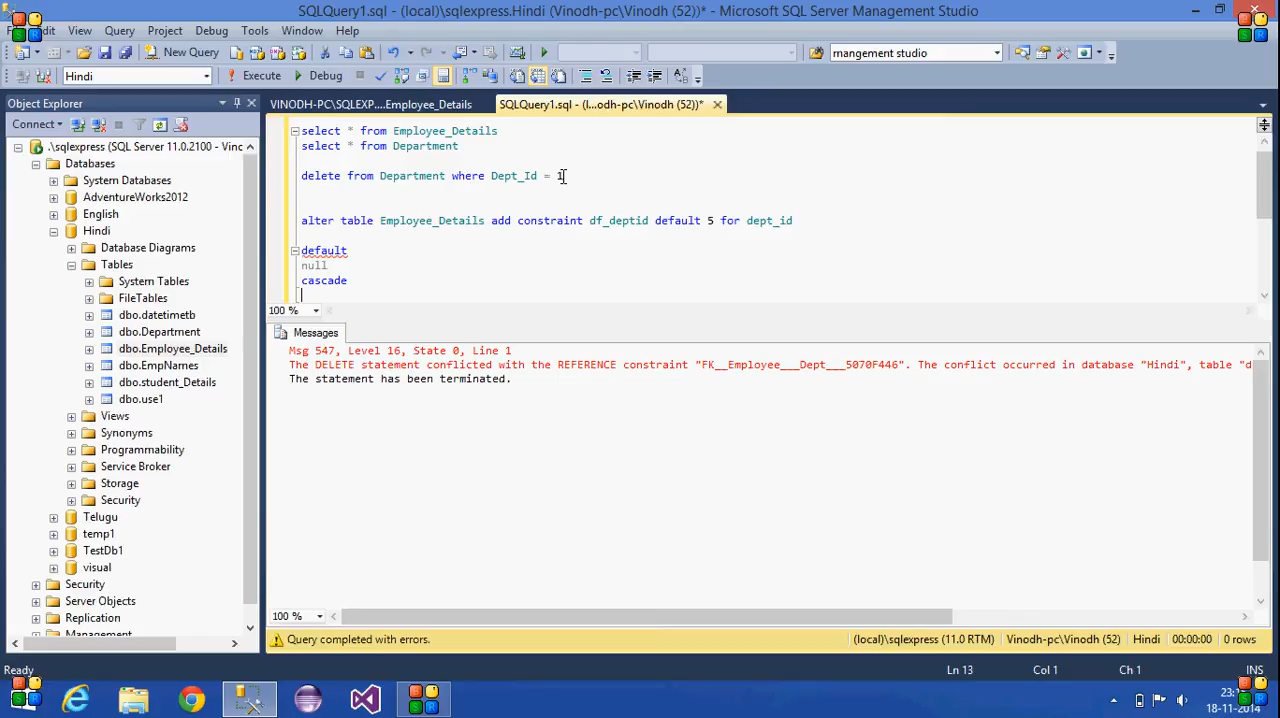 SQLQuery1.sql - (local)\sqlexpress.Hindi (Vinodh-pc\Vinodh (52))* - Microsoft SQL Server Management Studio
View Query Project Debug Tools Window Help
New Query
mangement studio
Hindi
Execute
Debug
Object Explorer
VINODH-PC\SQLEXP....Employee_Details
SQLQuery1.sql - (l...odh-pc\Vinodh (52))*
Connect
.\sqlexpress (SQL Server 11.0.2100 - Vinc
Databases
System Databases
AdventureWorks2012
English
Hindi
Database Diagrams
Tables
System Tables
FileTables
dbo.datetimetb
dbo.Department
dbo.Employee_Details
dbo.EmpNames
dbo.student_Details
dbo.use1
Views
Synonyms
Programmability
Service Broker
Storage
Security
Telugu
temp1
TestDb1
visual
Security
Server Objects
Replication
Management
select * from Employee_Details
select * from Department
delete from Department where Dept_Id = 1
alter table Employee_Details add constraint df_deptid default 5 for dept_id
default
null
cascade
100 %
Messages
Msg 547, Level 16, State 0, Line 1
The DELETE statement conflicted with the REFERENCE constraint "FK__Employee___Dept___5070F446". The conflict occurred in database "Hindi", table "d
The statement has been terminated.
100 %
Query completed with errors.
(local)\sqlexpress (11.0 RTM)
Vinodh-pc\Vinodh (52)
Hindi
00:00:00
0 rows
Ready
Ln 13
Col 1
Ch 1
INS
18-11-2014